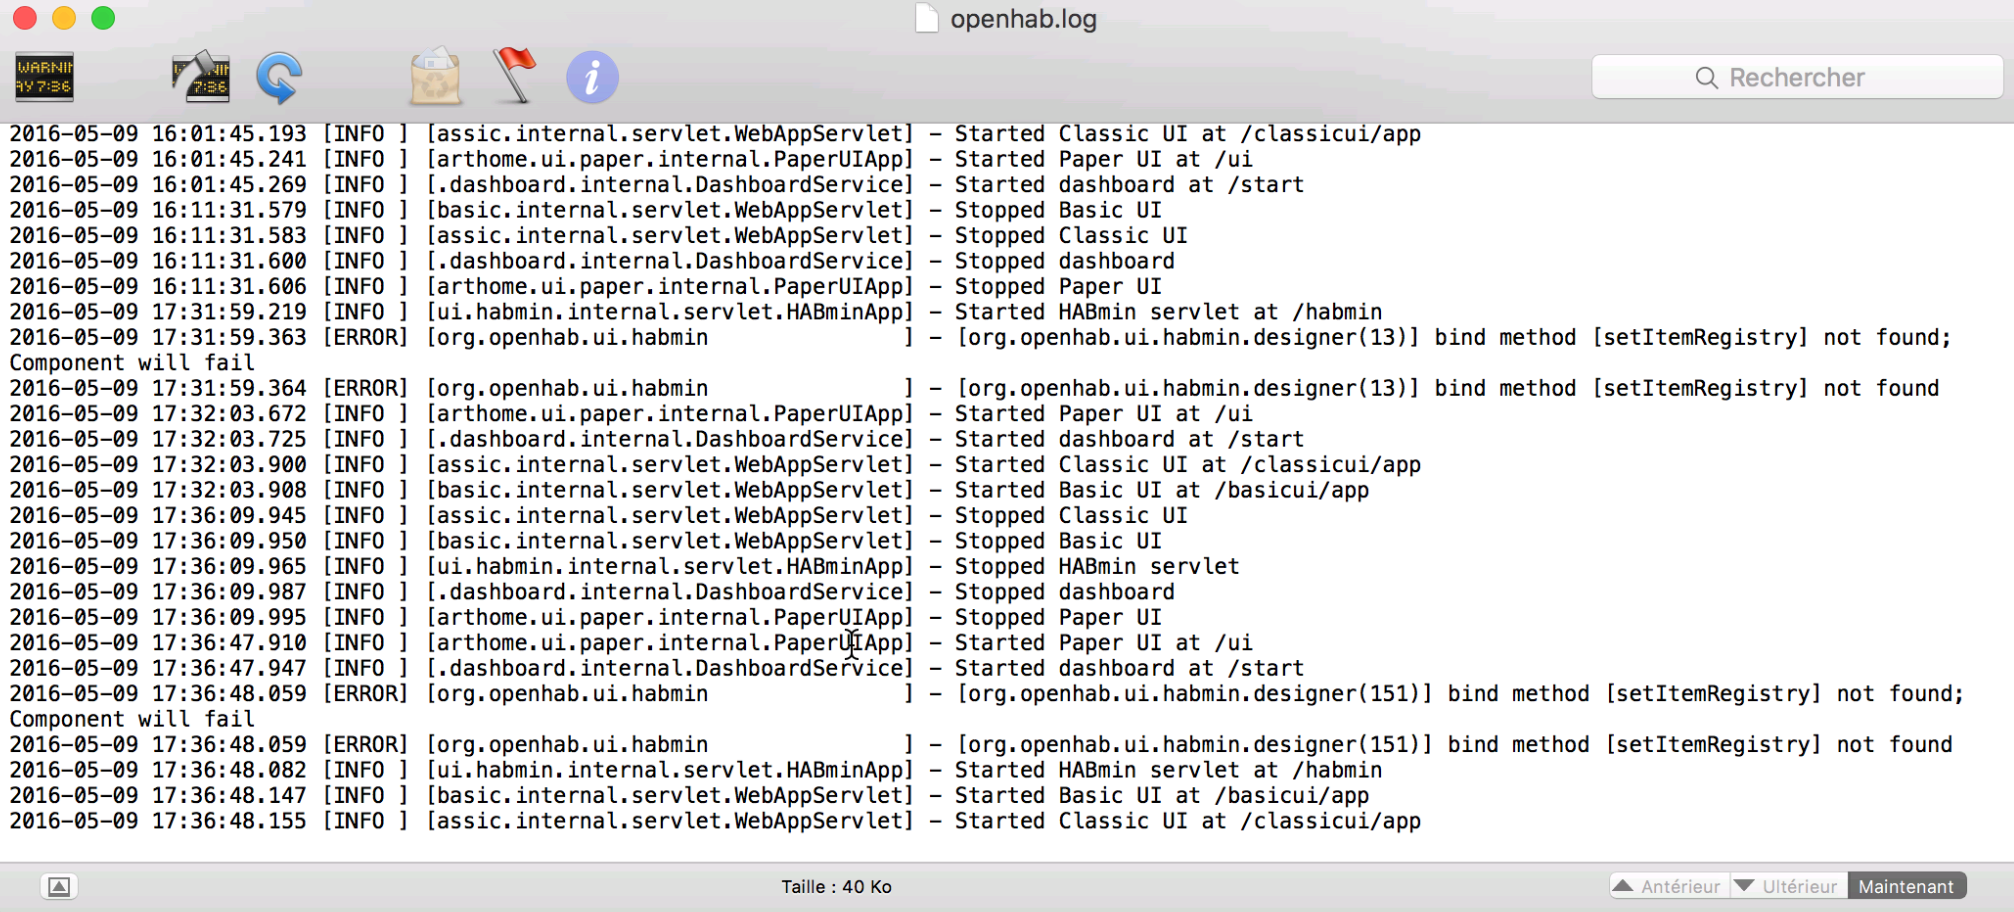 openhab.log
WARNIN
AY 7:36
7:36
Rechercher
2016-05-09 16:01:45.193 [INFO ] [assic.internal.servlet.WebAppServlet] - Started Classic UI at /classicui/app
2016-05-09 16:01:45.241 [INFO ] [arthome.ui.paper.internal.PaperUIApp] - Started Paper UI at /ui
2016-05-09 16:01:45.269 [INFO ] [.dashboard.internal.DashboardService] - Started dashboard at /start
2016-05-09 16:11:31.579 [INFO ] [basic.internal.servlet.WebAppServlet] - Stopped Basic UI
2016-05-09 16:11:31.583 [INFO ] [assic.internal.servlet.WebAppServlet] - Stopped Classic UI
2016-05-09 16:11:31.600 [INFO ] [.dashboard.internal.DashboardService] - Stopped dashboard
2016-05-09 16:11:31.606 [INFO ] [arthome.ui.paper.internal.PaperUIApp] - Stopped Paper UI
2016-05-09 17:31:59.219 [INFO ] [ui.habmin.internal.servlet.HABminApp] - Started HABmin servlet at /habmin
2016-05-09 17:31:59.363 [ERROR] [org.openhab.ui.habmin               ] - [org.openhab.ui.habmin.designer(13)] bind method [setItemRegistry] not found;
Component will fail
2016-05-09 17:31:59.364 [ERROR] [org.openhab.ui.habmin               ] - [org.openhab.ui.habmin.designer(13)] bind method [setItemRegistry] not found
2016-05-09 17:32:03.672 [INFO ] [arthome.ui.paper.internal.PaperUIApp] - Started Paper UI at /ui
2016-05-09 17:32:03.725 [INFO ] [.dashboard.internal.DashboardService] - Started dashboard at /start
2016-05-09 17:32:03.900 [INFO ] [assic.internal.servlet.WebAppServlet] - Started Classic UI at /classicui/app
2016-05-09 17:32:03.908 [INFO ] [basic.internal.servlet.WebAppServlet] - Started Basic UI at /basicui/app
2016-05-09 17:36:09.945 [INFO ] [assic.internal.servlet.WebAppServlet] - Stopped Classic UI
2016-05-09 17:36:09.950 [INFO ] [basic.internal.servlet.WebAppServlet] - Stopped Basic UI
2016-05-09 17:36:09.965 [INFO ] [ui.habmin.internal.servlet.HABminApp] - Stopped HABmin servlet
2016-05-09 17:36:09.987 [INFO ] [.dashboard.internal.DashboardService] - Stopped dashboard
2016-05-09 17:36:09.995 [INFO ] [arthome.ui.paper.internal.PaperUIApp] - Stopped Paper UI
2016-05-09 17:36:47.910 [INFO ] [arthome.ui.paper.internal.PaperUIApp] - Started Paper UI at /ui
2016-05-09 17:36:47.947 [INFO ] [.dashboard.internal.DashboardService] - Started dashboard at /start
2016-05-09 17:36:48.059 [ERROR] [org.openhab.ui.habmin               ] - [org.openhab.ui.habmin.designer(151)] bind method [setItemRegistry] not found;
Component will fail
2016-05-09 17:36:48.059 [ERROR] [org.openhab.ui.habmin               ] - [org.openhab.ui.habmin.designer(151)] bind method [setItemRegistry] not found
2016-05-09 17:36:48.082 [INFO ] [ui.habmin.internal.servlet.HABminApp] - Started HABmin servlet at /habmin
2016-05-09 17:36:48.147 [INFO ] [basic.internal.servlet.WebAppServlet] - Started Basic UI at /basicui/app
2016-05-09 17:36:48.155 [INFO ] [assic.internal.servlet.WebAppServlet] - Started Classic UI at /classicui/app
Taille : 40 Ko
Antérieur Ultérieur Maintenant